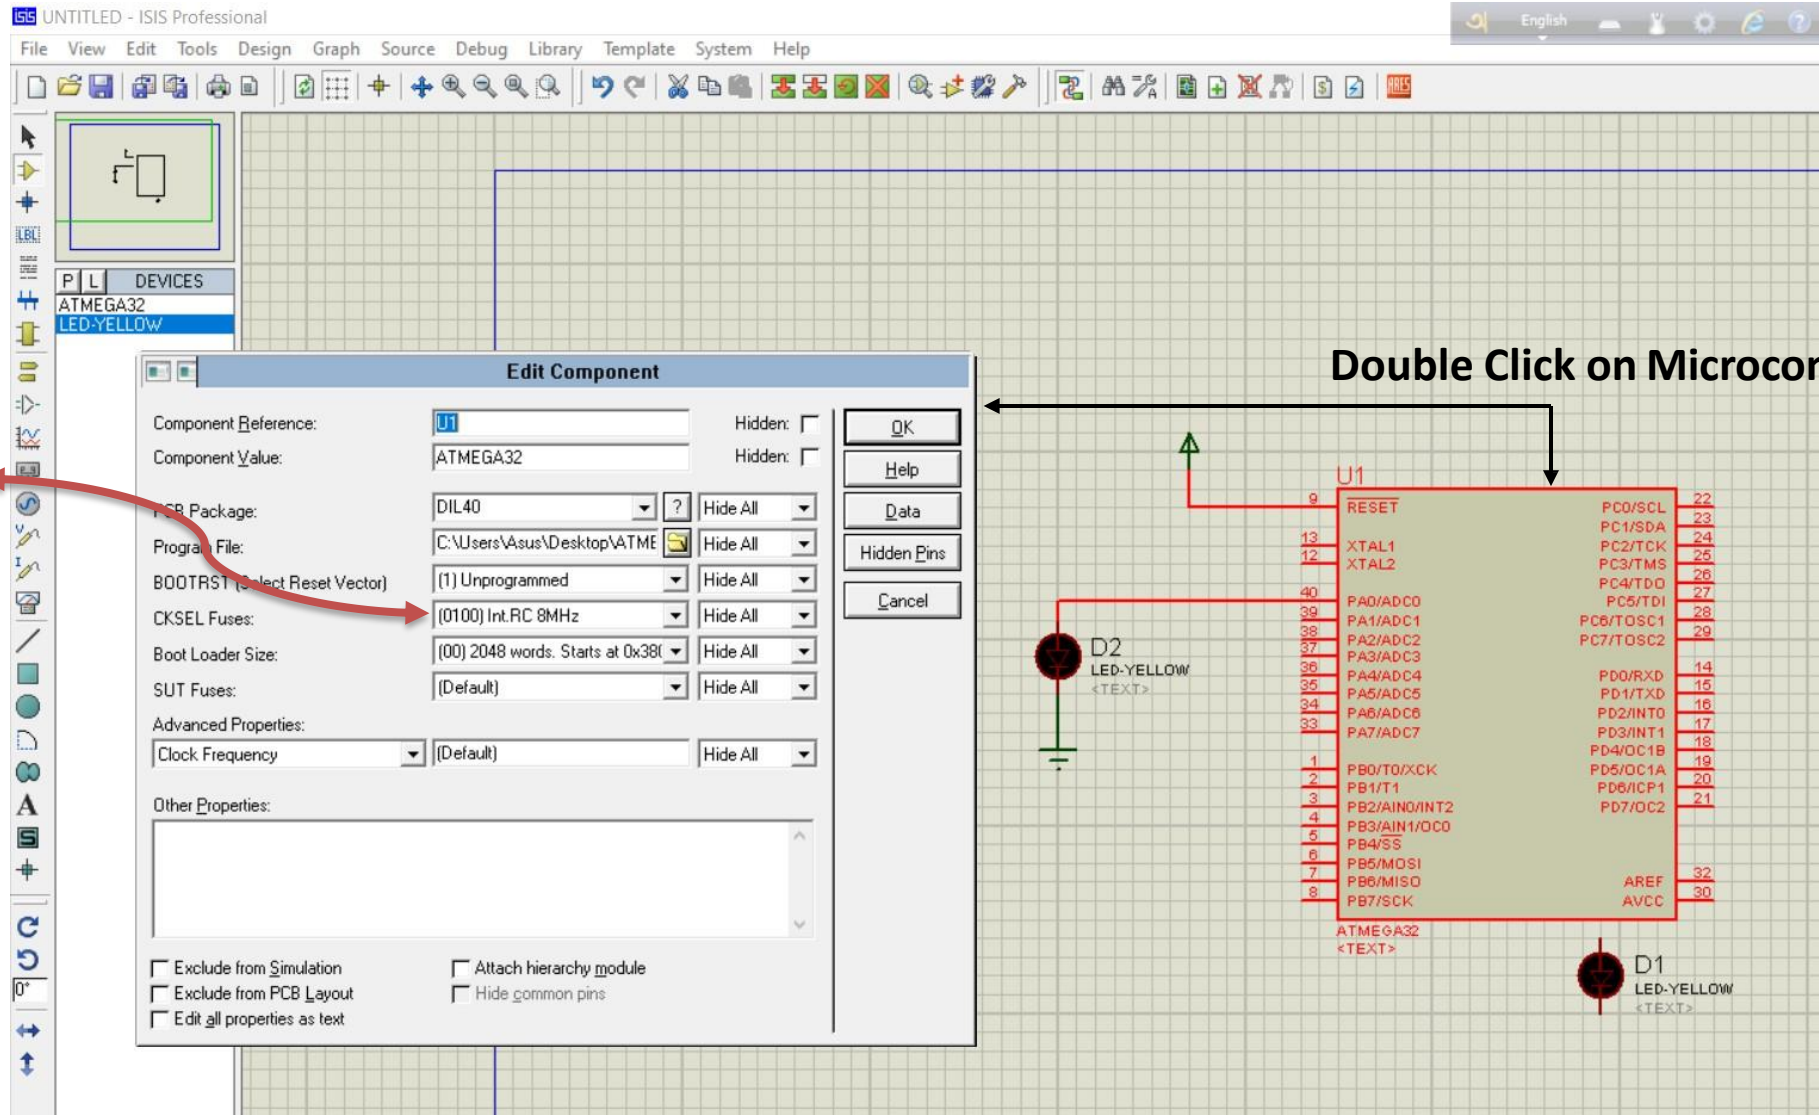 ISIS UNTITLED - ISIS Professional
English
File View Edit Tools Design Graph Source Debug Library Template System Help
LBL
ARES
P L DEVICES
ATMEGA32
LED-YELLOW
Edit Component
Component Reference: U1 Hidden:
Component Value: ATMEGA32 Hidden:
PCB Package: DIL40 ? Hide All
Program File: C:\Users\Asus\Desktop\ATME Hide All
BOOTRST (Select Reset Vector) (1) Unprogrammed Hide All
CKSEL Fuses: (0100) Int.RC 8MHz Hide All
Boot Loader Size: (00) 2048 words. Starts at 0x38( Hide All
SUT Fuses: (Default) Hide All
Advanced Properties:
Clock Frequency (Default) Hide All
Other Properties:
Exclude from Simulation Attach hierarchy module
Exclude from PCB Layout Hide common pins
Edit all properties as text
OK
Help
Data
Hidden Pins
Cancel
A
S
0°
Double Click on Microcor
U1
9 RESET PC0/SCL 22
PC1/SDA 23
13 XTAL1 PC2/TCK 24
12 XTAL2 PC3/TMS 25
PC4/TDO 26
40 PA0/ADC0 PC5/TDI 27
39 PA1/ADC1 PC6/TOSC1 28
38 PA2/ADC2 PC7/TOSC2 29
37 PA3/ADC3
36 PA4/ADC4 PD0/RXD 14
35 PA5/ADC5 PD1/TXD 15
34 PA6/ADC6 PD2/INT0 16
33 PA7/ADC7 PD3/INT1 17
PD4/OC1B 18
1 PB0/T0/XCK PD5/OC1A 19
2 PB1/T1 PD6/ICP1 20
3 PB2/AIN0/INT2 PD7/OC2 21
4 PB3/AIN1/OC0
5 PB4/SS
6 PB5/MOSI
7 PB6/MISO AREF 32
8 PB7/SCK AVCC 30
ATMEGA32
<TEXT>
D2
LED-YELLOW
<TEXT>
D1
LED-YELLOW
<TEXT>